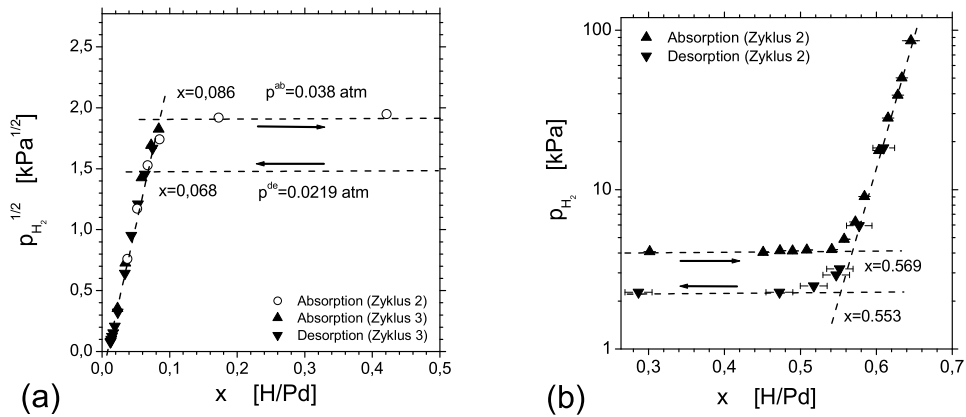 2,5
2,0
1,5
1,0
0,5
0,0
p_H2^1/2 [kPa^1/2]
x=0,086
p^ab=0.038 atm
x=0,068
p^de=0.0219 atm
Absorption (Zyklus 2)
Absorption (Zyklus 3)
Desorption (Zyklus 3)
0,0 0,1 0,2 0,3 0,4 0,5
(a)
x [H/Pd]
100
10
1
p_H2 [kPa]
Absorption (Zyklus 2)
Desorption (Zyklus 2)
x=0.569
x=0.553
0,3 0,4 0,5 0,6 0,7
(b)
x [H/Pd]